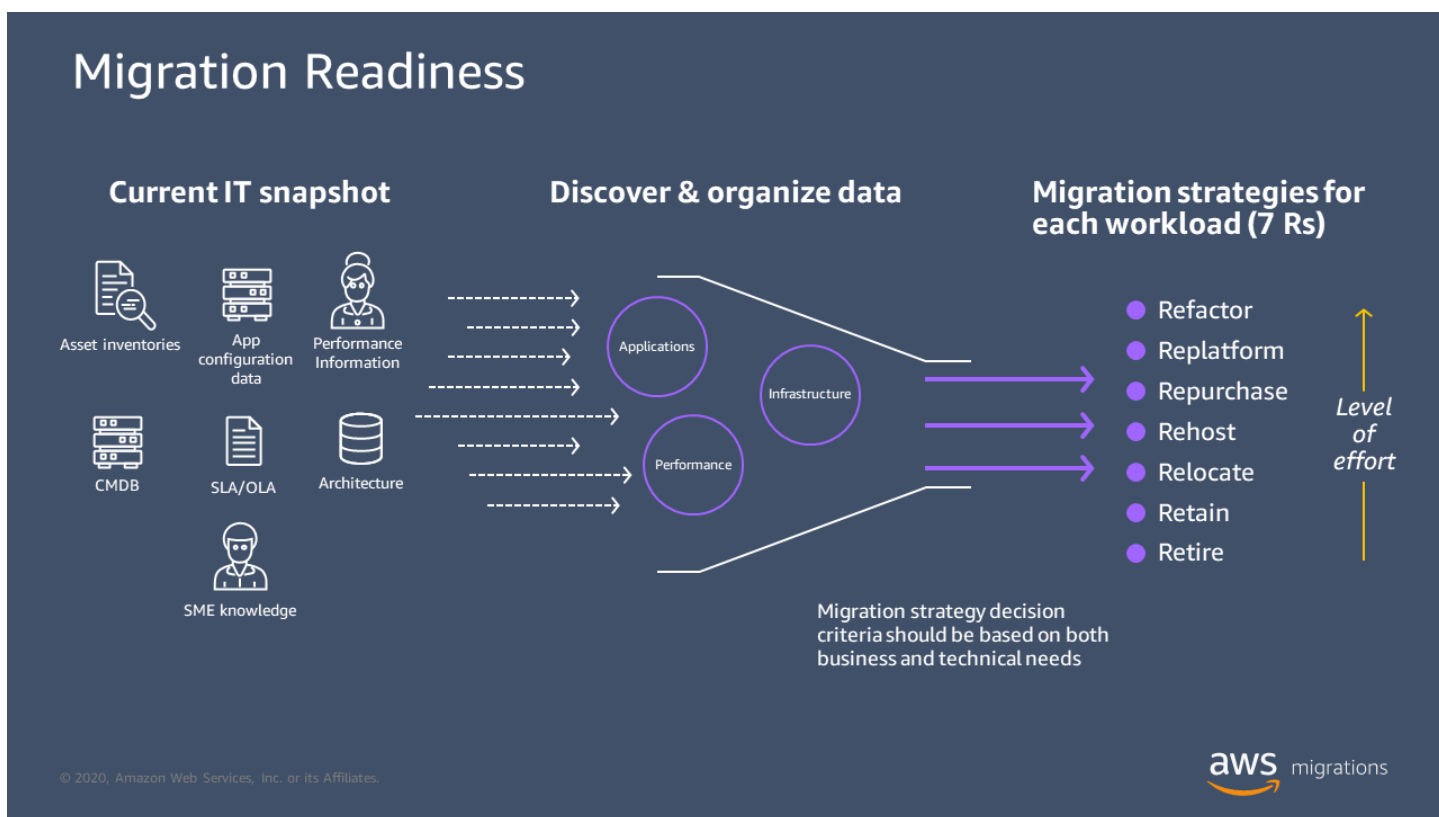 Migration Readiness
Current IT snapshot
Asset inventories
App
configuration
data
Performance
Information
CMDB
SLA/OLA
Architecture
SME knowledge
Discover & organize data
Applications
Infrastructure
Performance
Migration strategies for
each workload (7 Rs)
Refactor
Replatform
Repurchase
Rehost
Relocate
Retain
Retire
Level
of
effort
Migration strategy decision
criteria should be based on both
business and technical needs
© 2020, Amazon Web Services, Inc. or its Affiliates.
aws migrations